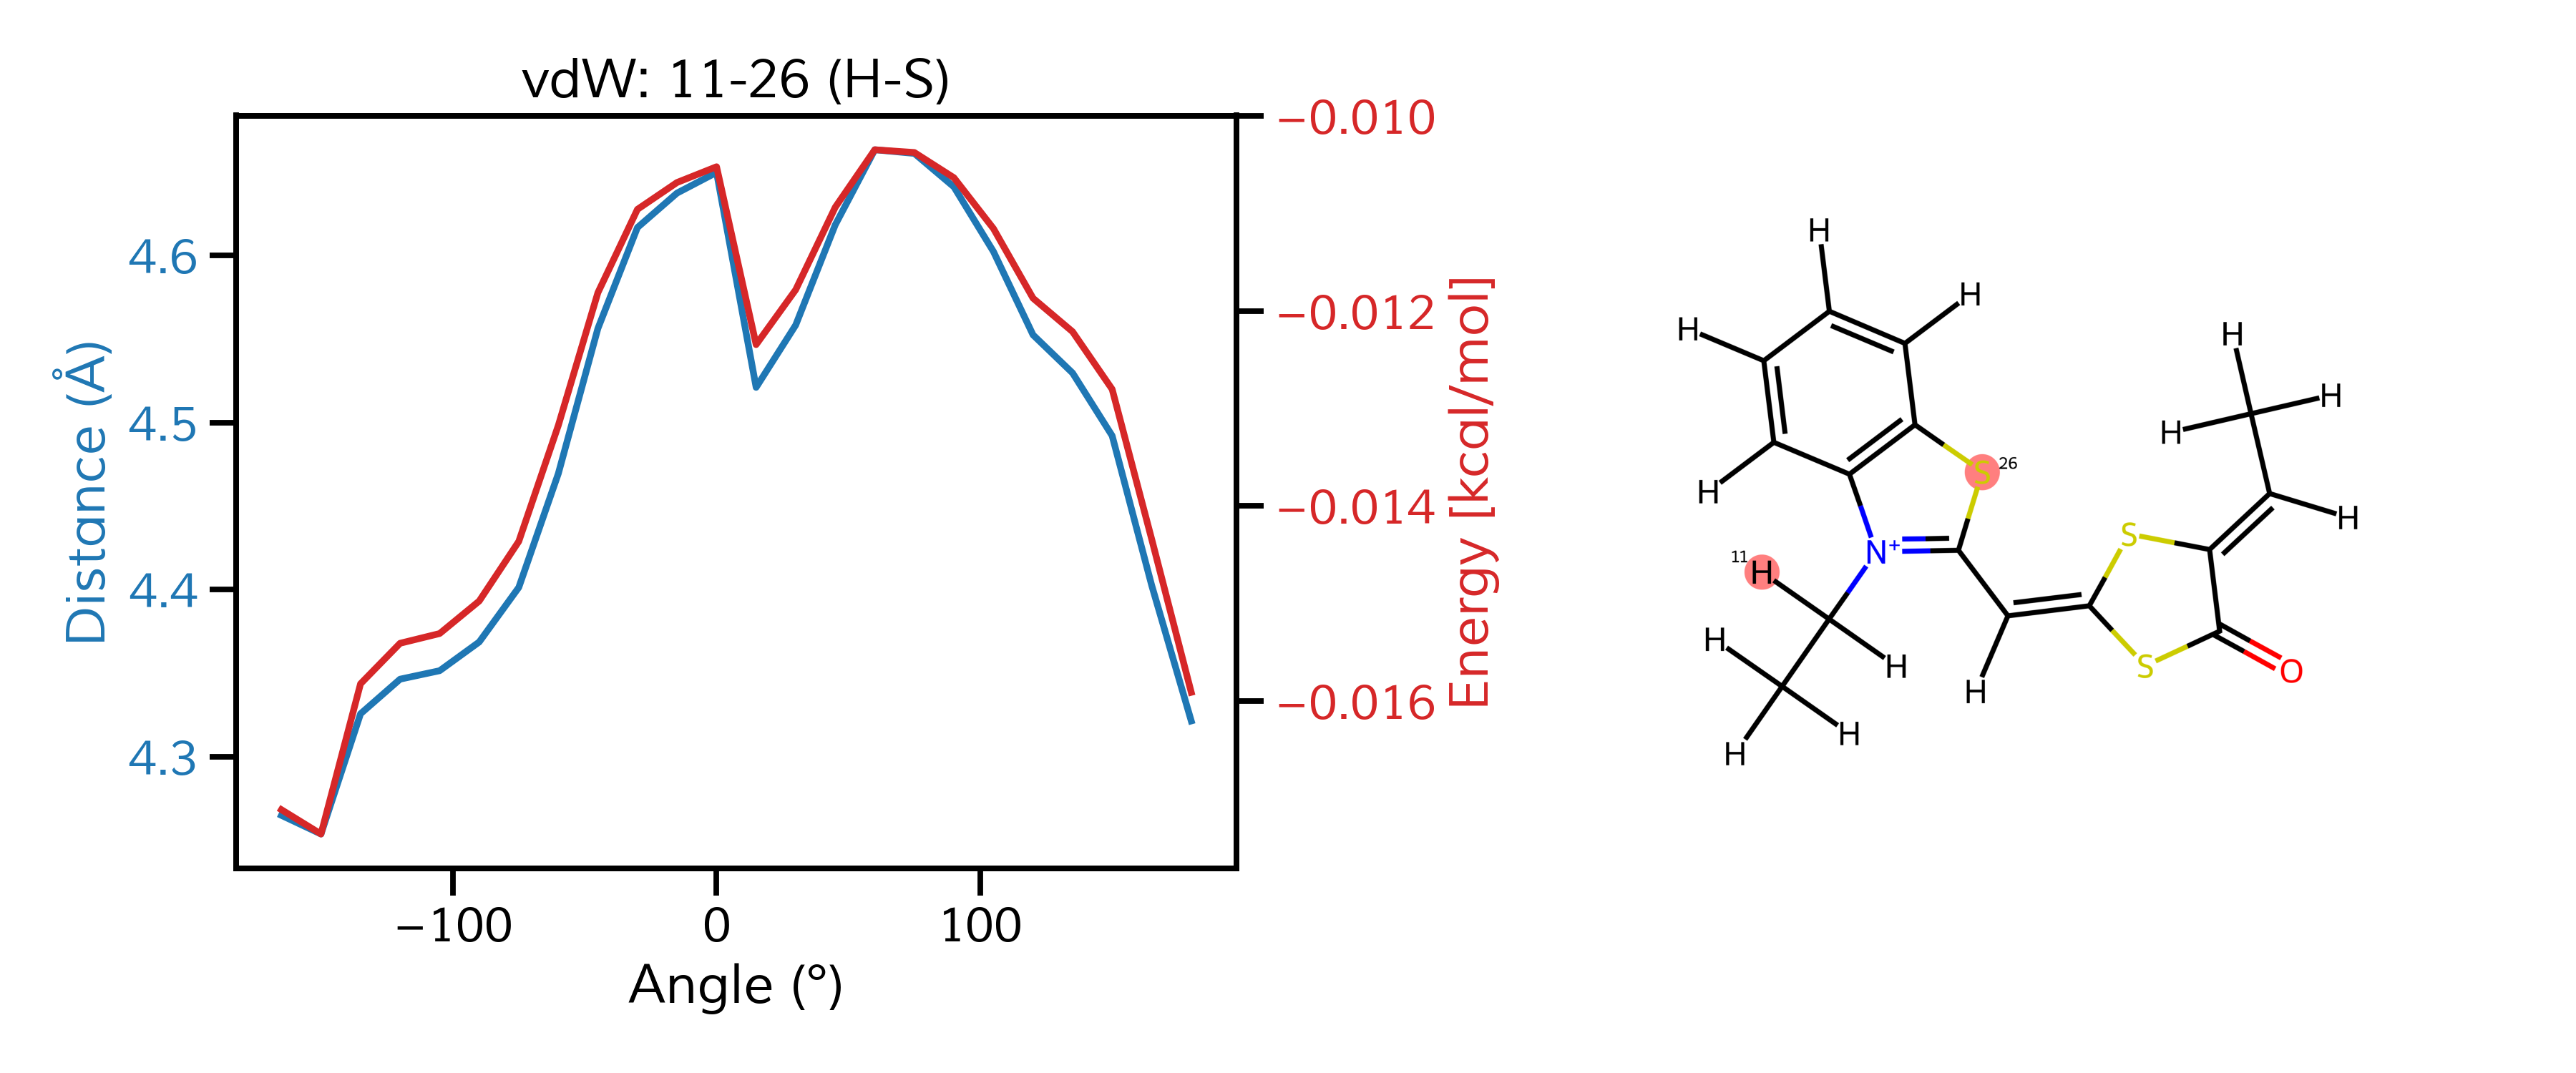 vdW: 11-26 (H-S)
Distance (Å)
4.6
4.5
4.4
4.3
−0.010
−0.012
−0.014
−0.016
Energy [kcal/mol]
−100
0
100
Angle (°)
H
H
H
H
H
H
H
S 26
H
S
H
N+
11 H
H
H
S
O
H
H
H